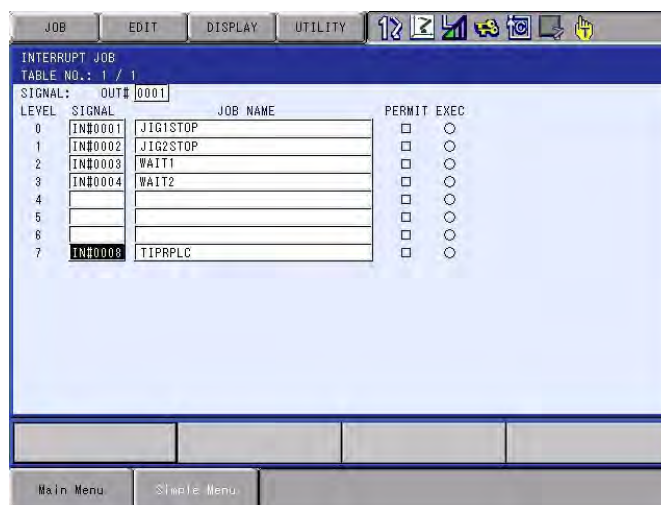 JOB EDIT DISPLAY UTILITY
INTERRUPT JOB
TABLE NO.: 1 / 1
SIGNAL: OUT# 0001
LEVEL SIGNAL JOB NAME PERMIT EXEC
0 IN#0001 JIG1STOP
1 IN#0002 JIG2STOP
2 IN#0003 WAIT1
3 IN#0004 WAIT2
4
5
6
7 IN#0008 TIPRPLC
Main Menu Simple Menu